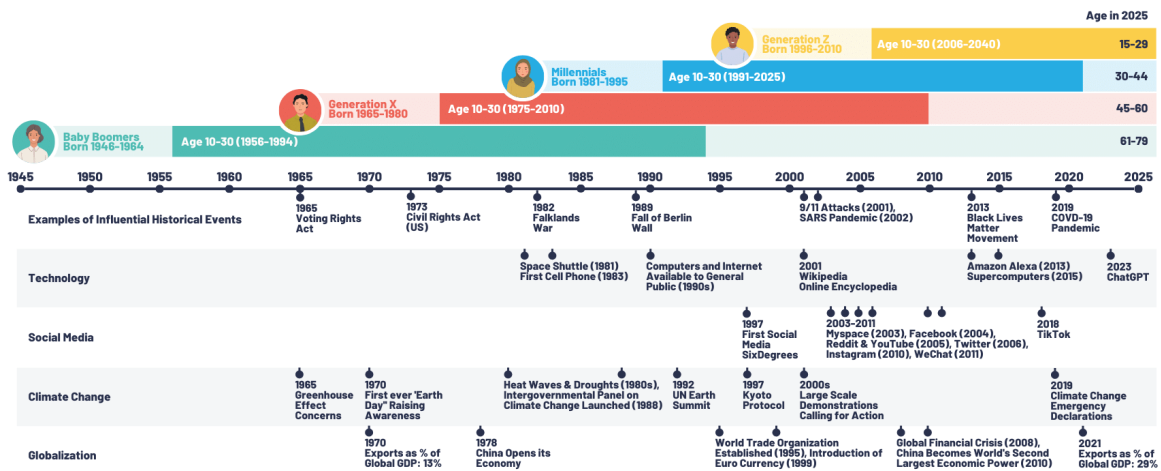 Age in 2025
Generation Z
Born 1996-2010
Age 10-30 (2006-2040)
15-29
Millennials
Born 1981-1995
Age 10-30 (1991-2025)
30-44
Generation X
Born 1965-1980
Age 10-30 (1975-2010)
45-60
Baby Boomers
Born 1946-1964
Age 10-30 (1956-1994)
61-79
1945 1950 1955 1960 1965 1970 1975 1980 1985 1990 1995 2000 2005 2010 2015 2020 2025
Examples of Influential Historical Events
1965
Voting Rights
Act
1973
Civil Rights Act
(US)
1982
Falklands
War
1989
Fall of Berlin
Wall
9/11 Attacks (2001),
SARS Pandemic (2002)
2013
Black Lives
Matter
Movement
2019
COVD-19
Pandemic
Technology
Space Shuttle (1981)
First Cell Phone (1983)
Computers and Internet
Available to General
Public (1990s)
2001
Wikipedia
Online Encyclopedia
Amazon Alexa (2013)
Supercomputers (2015)
2023
ChatGPT
Social Media
1997
First Social
Media
SixDegrees
2003-2011
Myspace (2003), Facebook (2004),
Reddit & YouTube (2005), Twitter (2006),
Instagram (2010), WeChat (2011)
2018
TikTok
Climate Change
1965
Greenhouse
Effect
Concerns
1970
First ever 'Earth
Day" Raising
Awareness
Heat Waves & Droughts (1980s),
Intergovernmental Panel on
Climate Change Launched (1988)
1992
UN Earth
Summit
1997
Kyoto
Protocol
2000s
Large Scale
Demonstrations
Calling for Action
2019
Climate Change
Emergency
Declarations
Globalization
1970
Exports as % of
Global GDP: 13%
1978
China Opens its
Economy
World Trade Organization
Established (1995), Introduction of
Euro Currency (1999)
Global Financial Crisis (2008),
China Becomes World's Second
Largest Economic Power (2010)
2021
Exports as % of
Global GDP: 29%